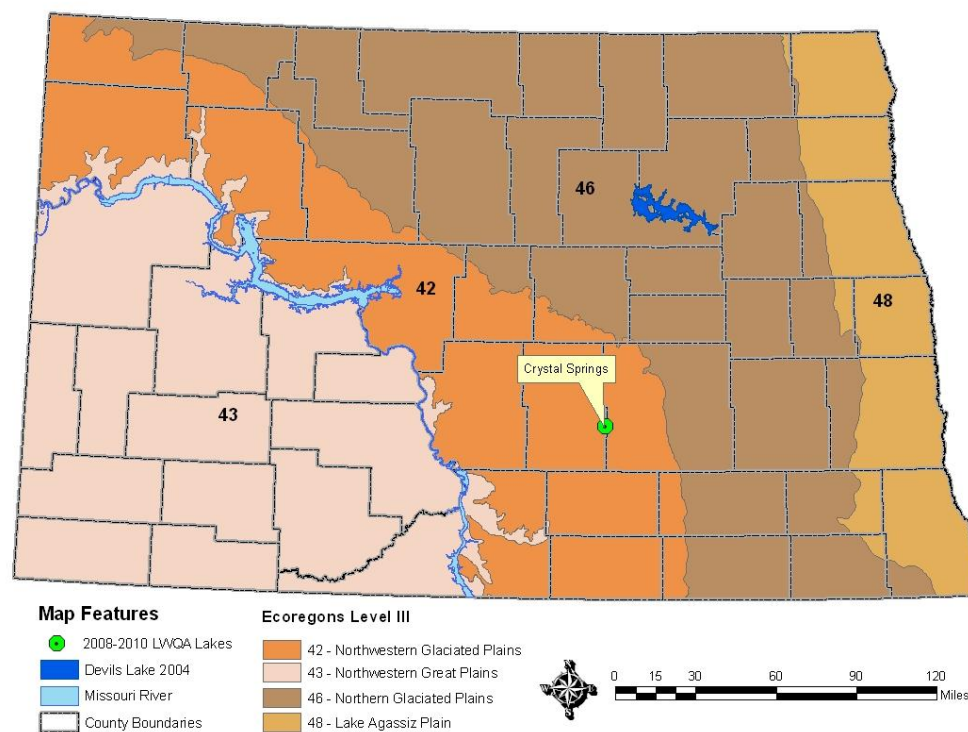 46
42
48
Crystal Springs
43
Map Features
2008-2010 LWQA Lakes
Devils Lake 2004
Missouri River
County Boundaries
Ecoregons Level III
42 - Northwestern Glaciated Plains
43 - Northwestern Great Plains
46 - Northern Glaciated Plains
48 - Lake Agassiz Plain
N
W E
S
0 15 30 60 90 120
Miles